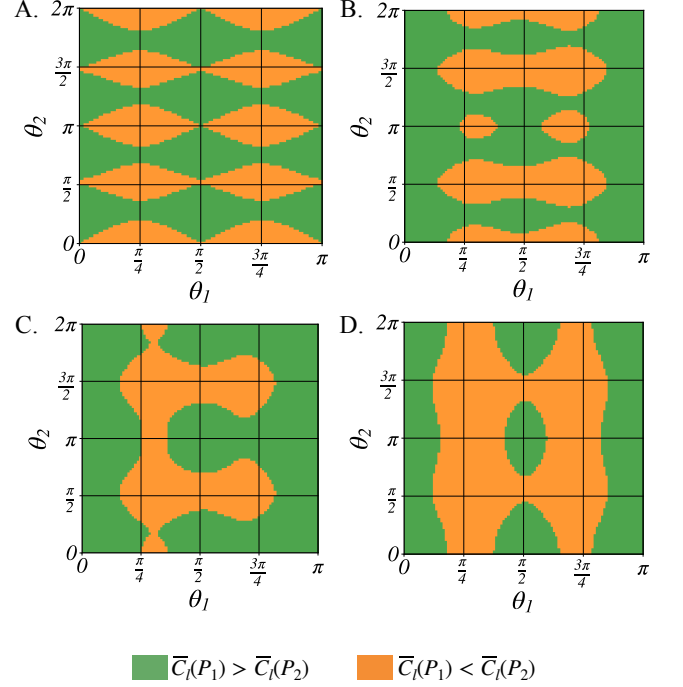 A.
2π
3π/2
π
π/2
0
θ₂
0 π/4 π/2 3π/4 π
θ₁
B.
2π
3π/2
π
π/2
0
θ₂
0 π/4 π/2 3π/4 π
θ₁
C.
2π
3π/2
π
π/2
0
θ₂
0 π/4 π/2 3π/4 π
θ₁
D.
2π
3π/2
π
π/2
0
θ₂
0 π/4 π/2 3π/4 π
θ₁
C̅ₗ(P₁) > C̅ₗ(P₂)
C̅ₗ(P₁) < C̅ₗ(P₂)